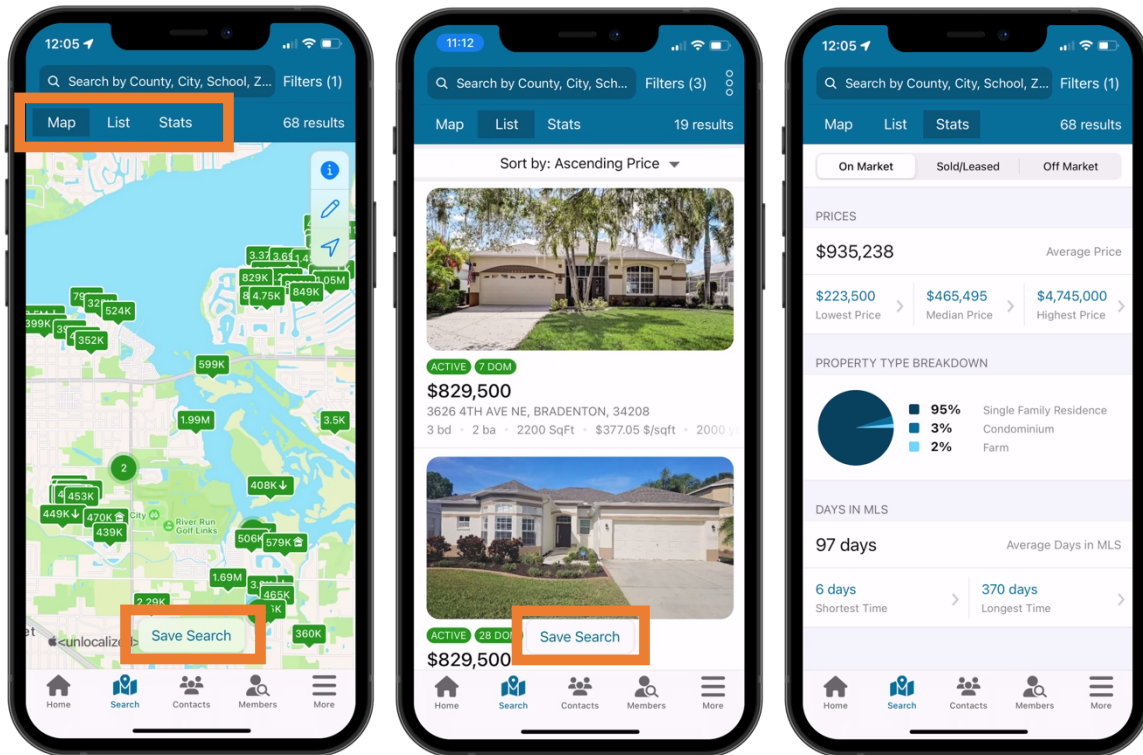 12:05
Search by County, City, School, Z... Filters (1)
Map List Stats 68 results
3.37
829K
849K
4.75K
524K
352K
599K
1.99M
3.5K
2
453K
408K
449K
470K
439K
City
River Run
Golf Links
506K
579K
1.69M
465K
2.29K
360K
<unlocalized>
Save Search
Home Search Contacts Members More
11:12
Search by County, City, Sch... Filters (3)
Map List Stats 19 results
Sort by: Ascending Price
ACTIVE 7 DOM
$829,500
3626 4TH AVE NE, BRADENTON, 34208
3 bd • 2 ba • 2200 SqFt • $377.05 $/sqft • 2000
ACTIVE 28 DOM
Save Search
$829,500
Home Search Contacts Members More
12:05
Search by County, City, School, Z... Filters (1)
Map List Stats 68 results
On Market Sold/Leased Off Market
PRICES
$935,238 Average Price
$223,500 $465,495 $4,745,000
Lowest Price Median Price Highest Price
PROPERTY TYPE BREAKDOWN
95% Single Family Residence
3% Condominium
2% Farm
DAYS IN MLS
97 days Average Days in MLS
6 days 370 days
Shortest Time Longest Time
Home Search Contacts Members More